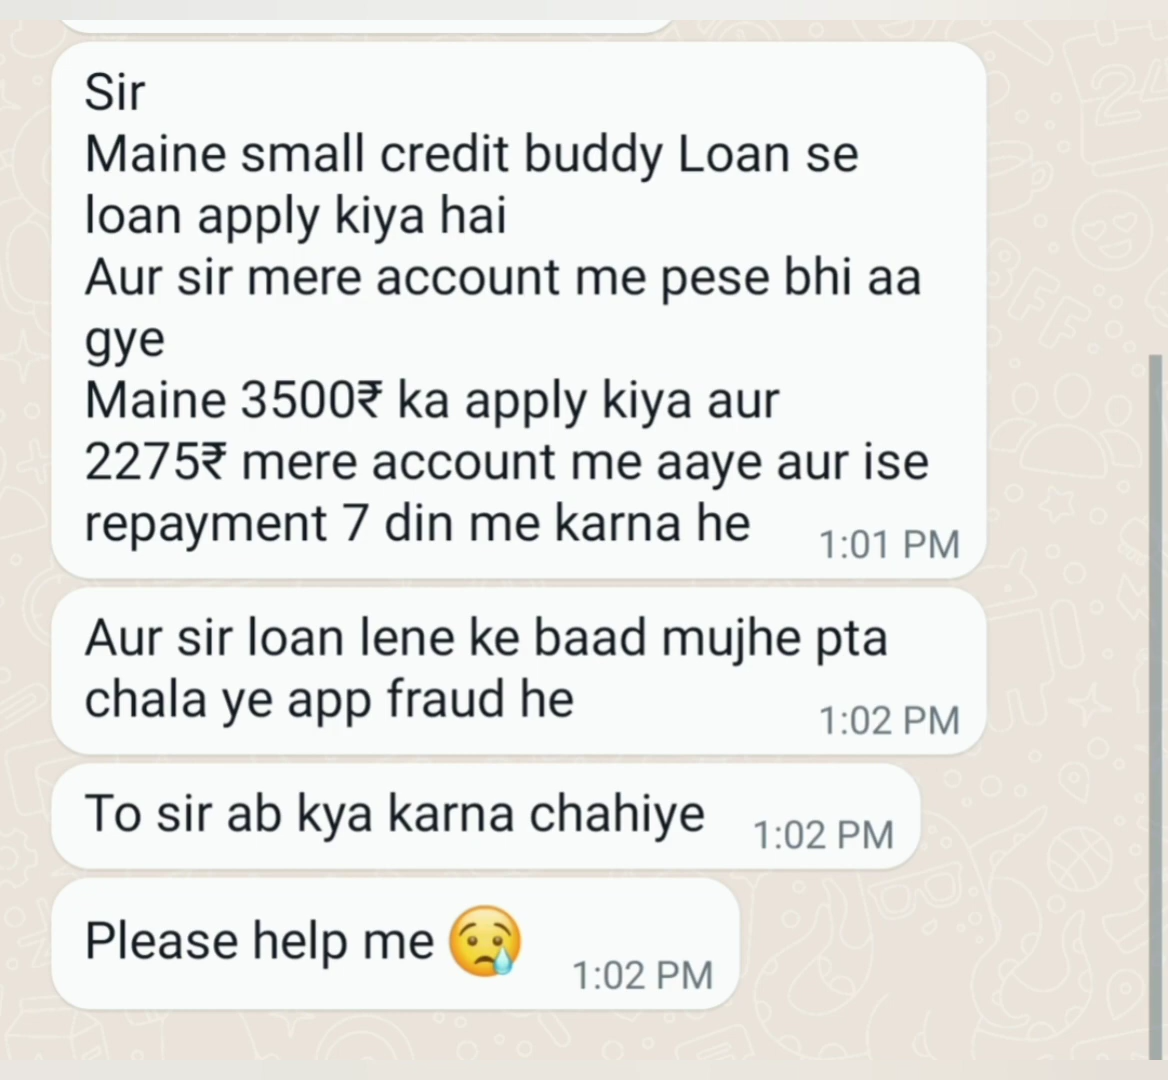 Sir
Maine small credit buddy Loan se
loan apply kiya hai
Aur sir mere account me pese bhi aa
gye
Maine 3500₹ ka apply kiya aur
2275₹ mere account me aaye aur ise
repayment 7 din me karna he
1:01 PM
Aur sir loan lene ke baad mujhe pta
chala ye app fraud he
1:02 PM
To sir ab kya karna chahiye
1:02 PM
Please help me 😢
1:02 PM